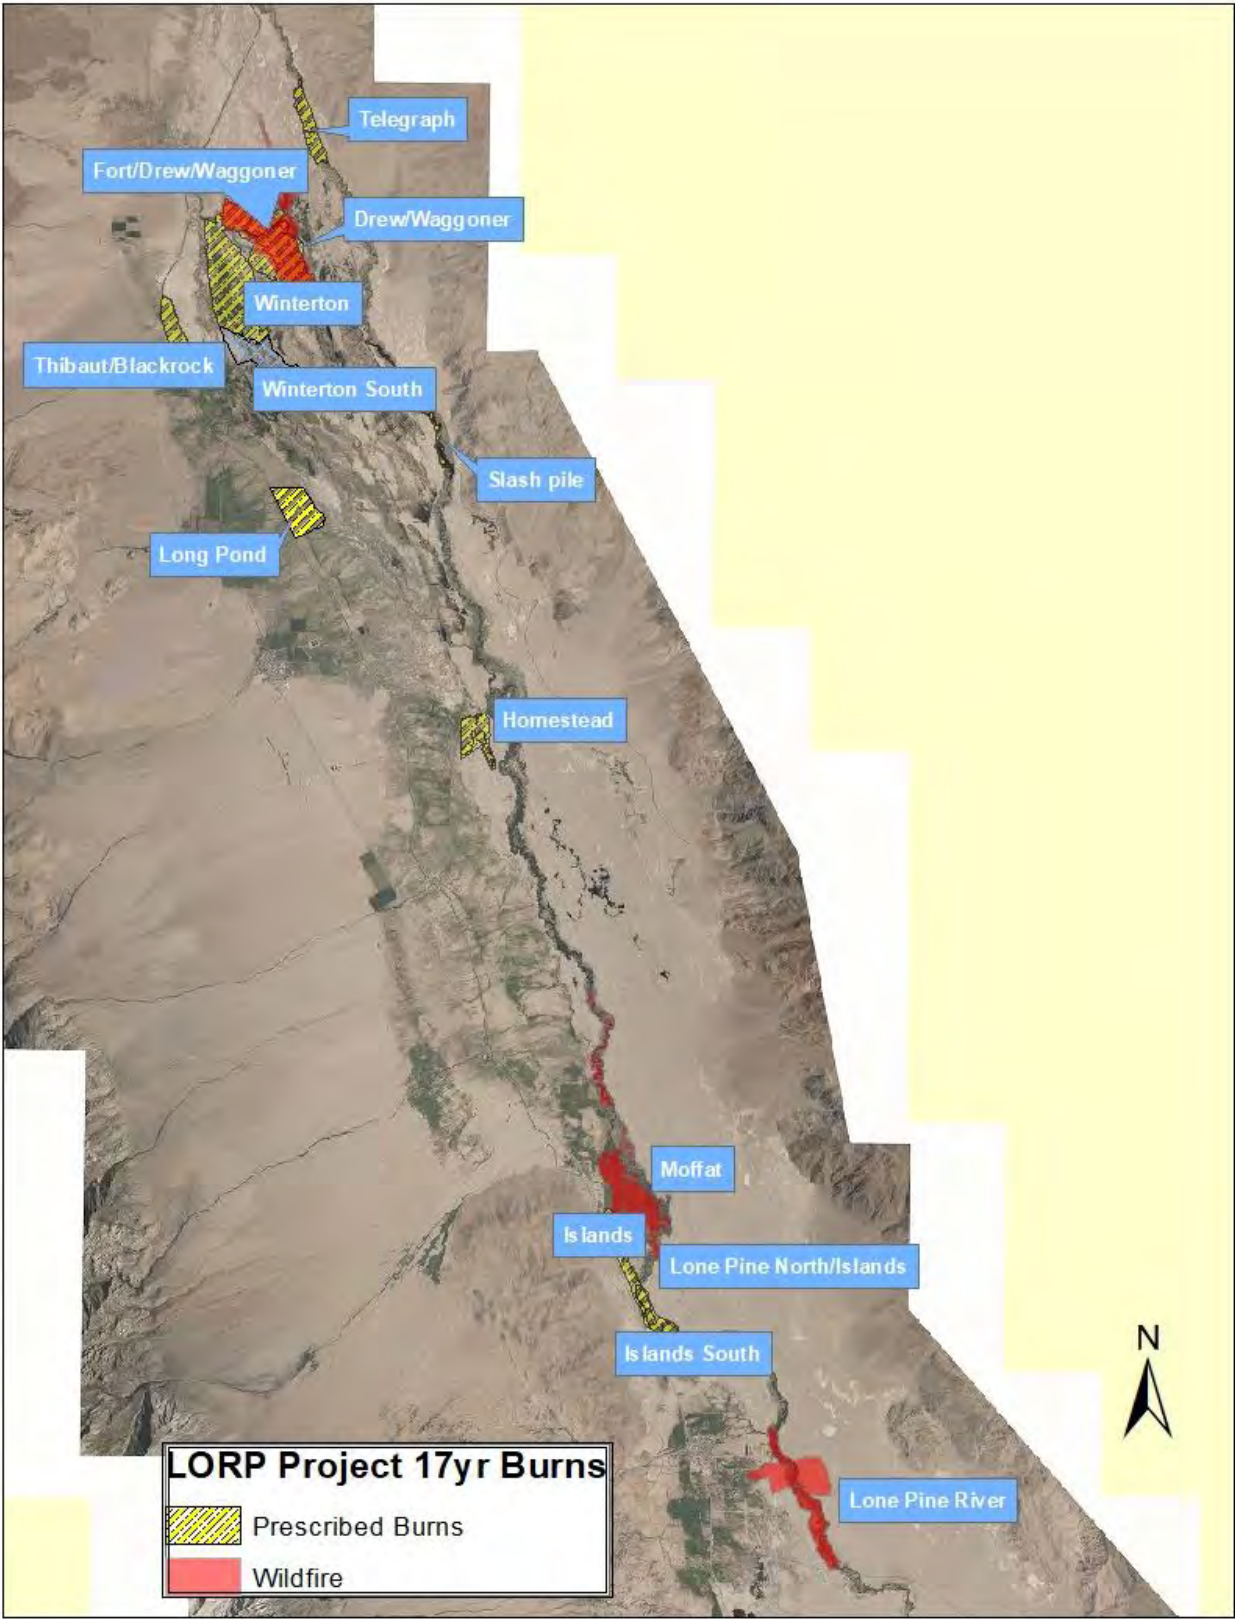 Telegraph
Fort/Drew/Waggoner
Drew/Waggoner
Winterton
Thibaut/Blackrock
Winterton South
Slash pile
Long Pond
Homestead
Moffat
Islands
Lone Pine North/Islands
Islands South
N
Lone Pine River
LORP Project 17yr Burns
Prescribed Burns
Wildfire